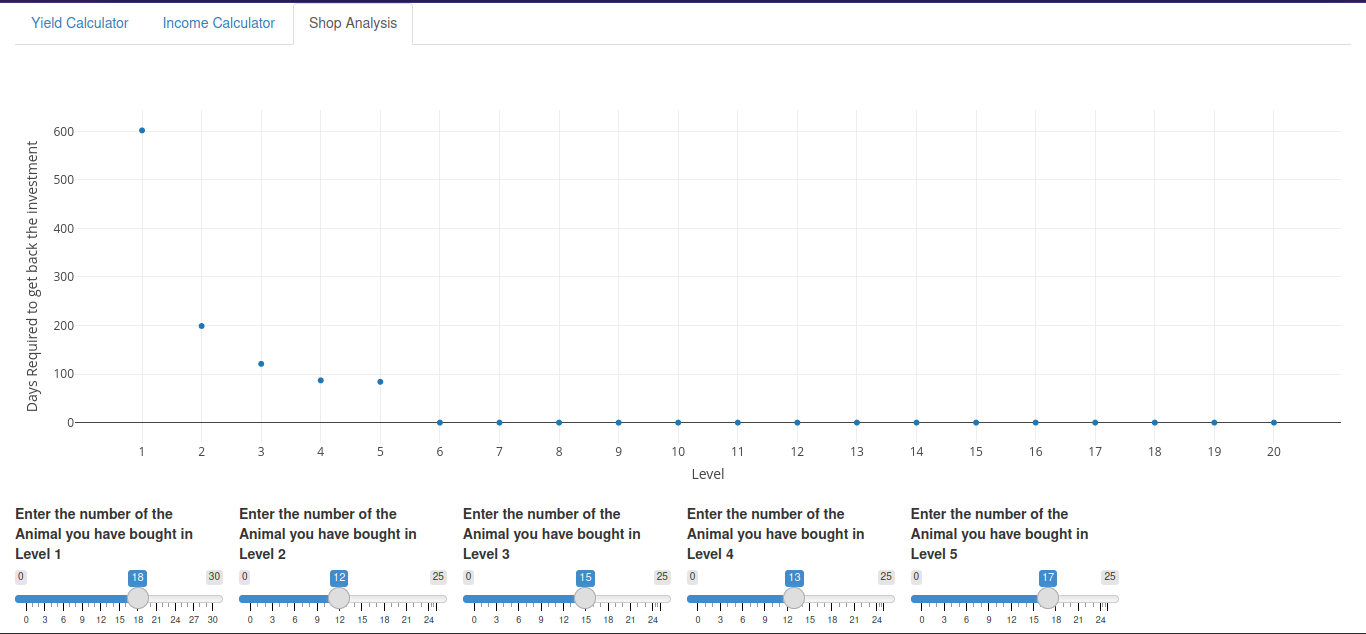 Yield Calculator Income Calculator Shop Analysis
600
500
400
300
200
100
0
Days Required to get back the investment
1 2 3 4 5 6 7 8 9 10 11 12 13 14 15 16 17 18 19 20
Level
Enter the number of the
Animal you have bought in
Level 1
0 18 30
0 3 6 9 12 15 18 21 24 27 30
Enter the number of the
Animal you have bought in
Level 2
0 12 25
0 3 6 9 12 15 18 21 24
Enter the number of the
Animal you have bought in
Level 3
0 15 25
0 3 6 9 12 15 18 21 24
Enter the number of the
Animal you have bought in
Level 4
0 13 25
0 3 6 9 12 15 18 21 24
Enter the number of the
Animal you have bought in
Level 5
0 17 25
0 3 6 9 12 15 18 21 24